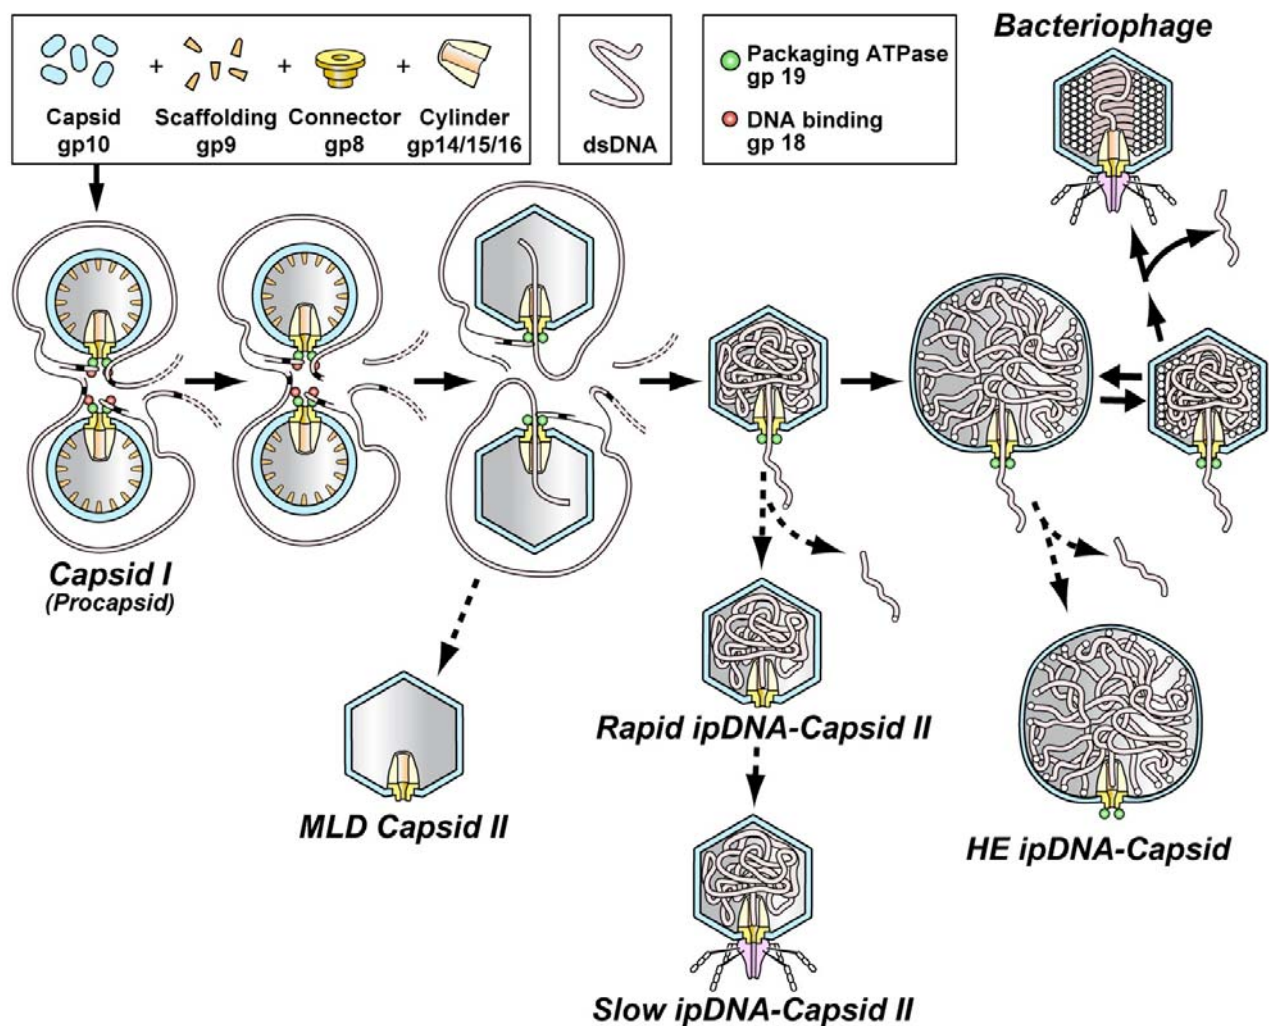 Bacteriophage
+ + +
Capsid Scaffolding Connector Cylinder
gp10 gp9 gp8 gp14/15/16
dsDNA
Packaging ATPase
gp 19
DNA binding
gp 18
Capsid I
(Procapsid)
MLD Capsid II
Rapid ipDNA-Capsid II
HE ipDNA-Capsid
Slow ipDNA-Capsid II